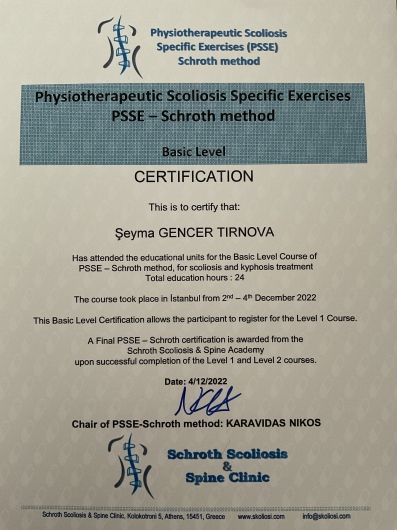 Physiotherapeutic Scoliosis
Specific Exercises (PSSE)
Schroth method
Physiotherapeutic Scoliosis Specific Exercises
PSSE – Schroth method
Basic Level
CERTIFICATION
This is to certify that:
Şeyma GENCER TIRNOVA
Has attended the educational units for the Basic Level Course of
PSSE – Schroth method, for scoliosis and kyphosis treatment
Total education hours : 24
The course took place in İstanbul from 2nd – 4th December 2022
This Basic Level Certification allows the participant to register for the Level 1 Course.
A Final PSSE – Schroth certification is awarded from the
Schroth Scoliosis & Spine Academy
upon successful completion of the Level 1 and Level 2 courses.
Date: 4/12/2022
Chair of PSSE-Schroth method: KARAVIDAS NIKOS
Schroth Scoliosis
&
Spine Clinic
Schroth Scoliosis & Spine Clinic, Kolokotroni 5, Athens, 15451, Greece www.skoliosi.com info@skoliosi.com